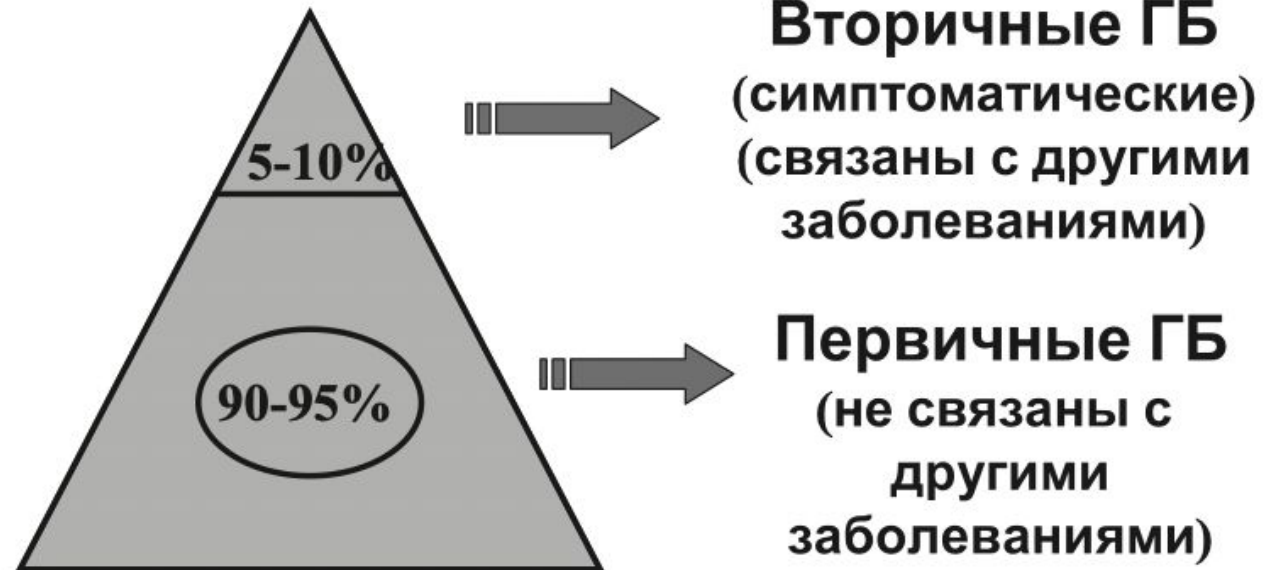 Вторичные ГБ
(симптоматические)
(связаны с другими
заболеваниями)
5-10%
Первичные ГБ
(не связаны с
другими
заболеваниями)
90-95%